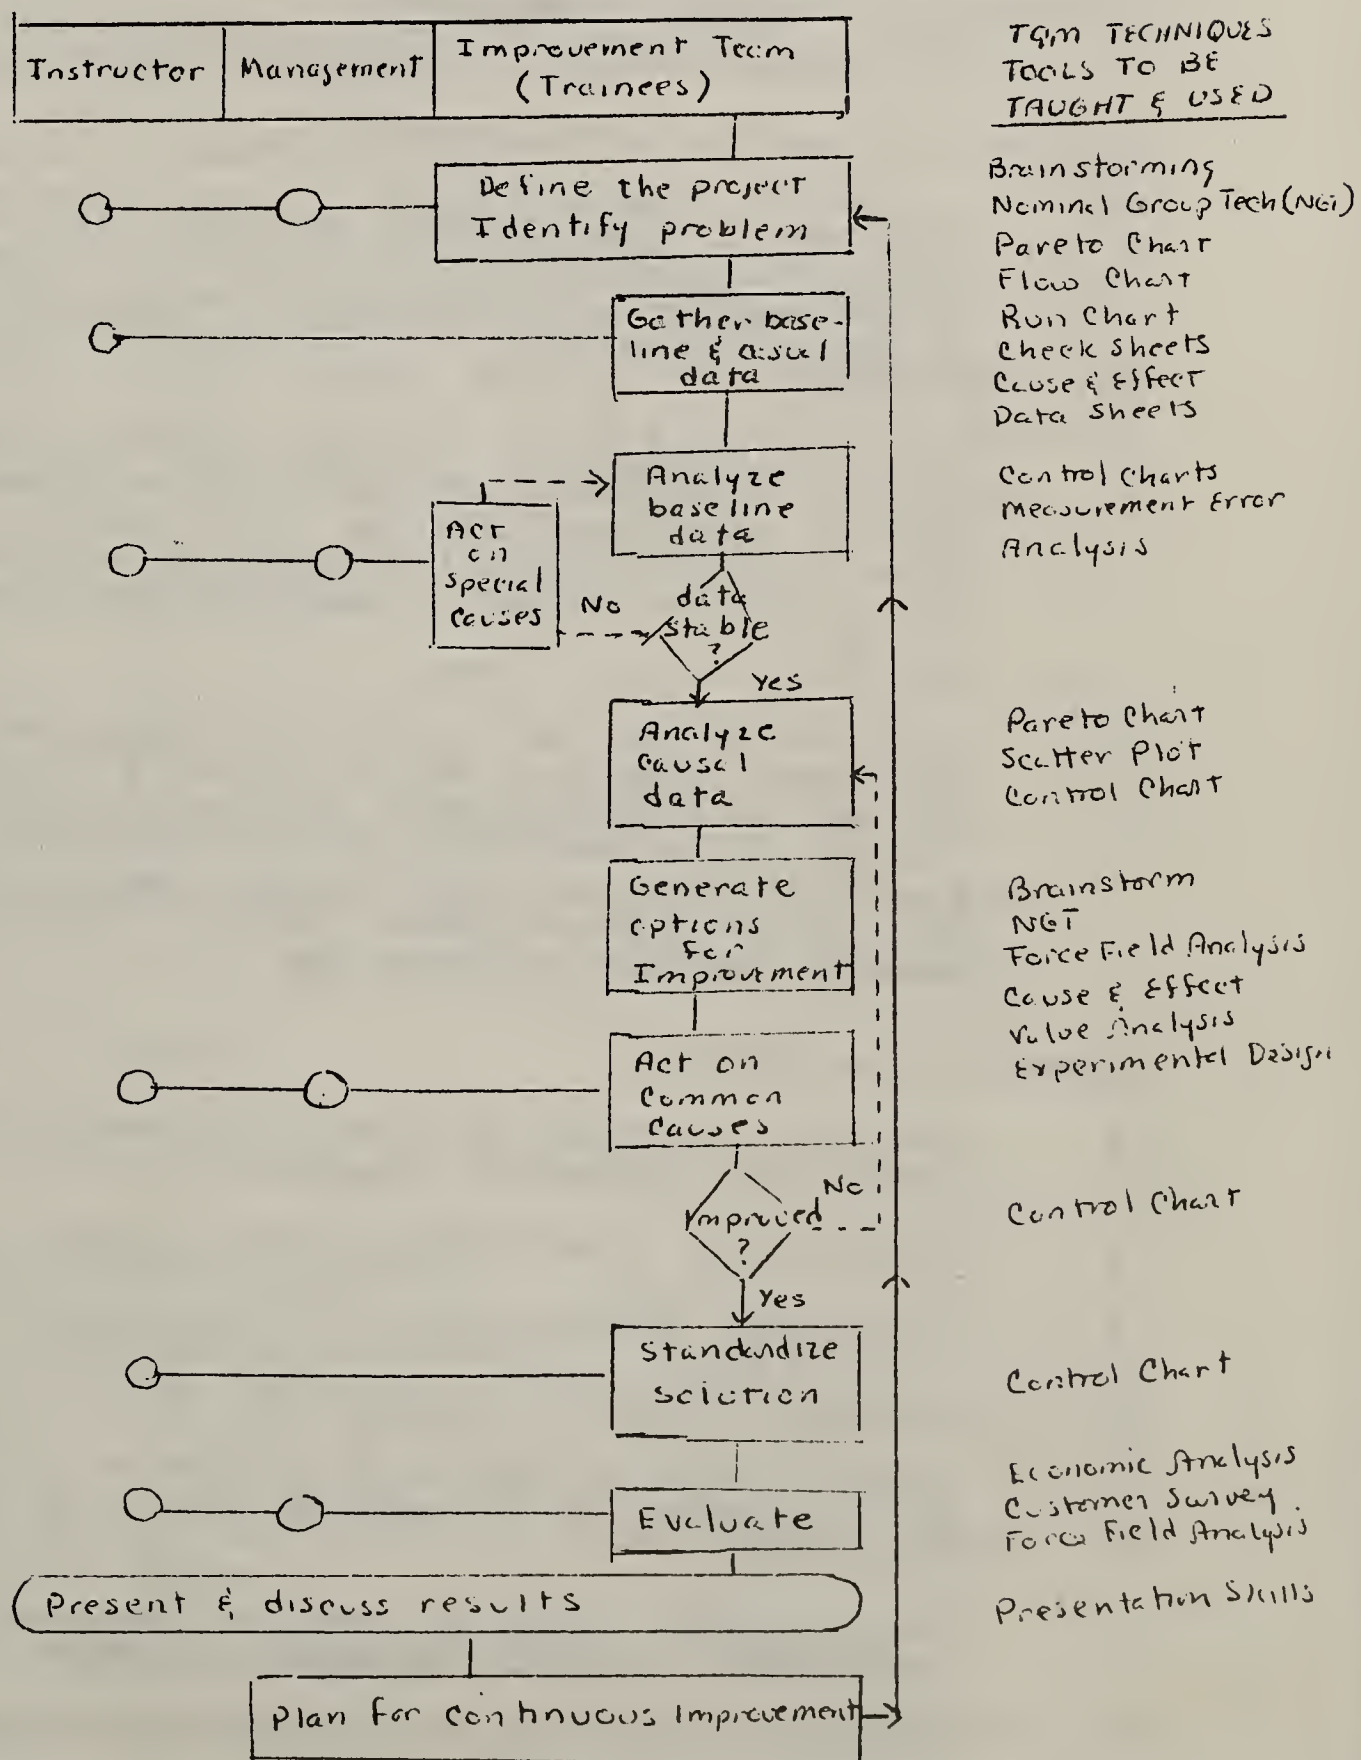 Instructor
Management
Improvement Team
(Trainees)
TQM TECHNIQUES
TOOLS TO BE
TAUGHT & USED
Define the project
Identify problem
Brainstorming
Nominal Group Tech (NGT)
Pareto Chart
Flow Chart
Run Chart
Check Sheets
Cause & Effect
Data Sheets
Gather base-
line & casual
data
Analyze
baseline
data
Control Charts
Measurement Error
Analysis
Act
on
special
Causes
No
data
stable
?
Yes
Analyze
Causal
data
Pareto Chart
Scatter Plot
Control Chart
Generate
options
for
Improvement
Brainstorm
NGT
Force Field Analysis
Cause & Effect
Value Analysis
Experimental Design
Act on
Common
Causes
Improved
?
No
Yes
Control Chart
Standardize
solution
Control Chart
Evaluate
Economic Analysis
Customer Survey
Force Field Analysis
Present & discuss results
Presentation Skills
Plan for continuous Improvement